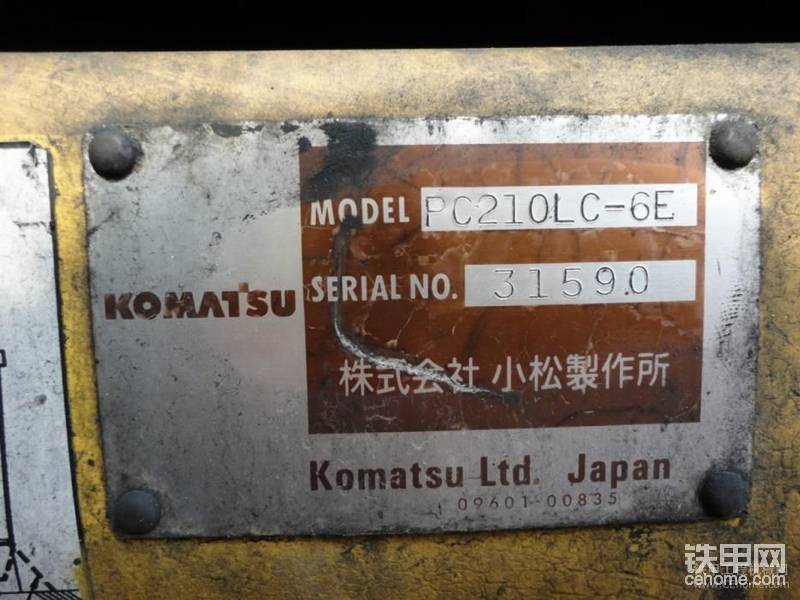 MODEL PC210LC-6E
KOMATSU
SERIAL NO. 31590
株式会社 小松製作所
Komatsu Ltd. Japan
09601-00835
铁甲网
cehome.com